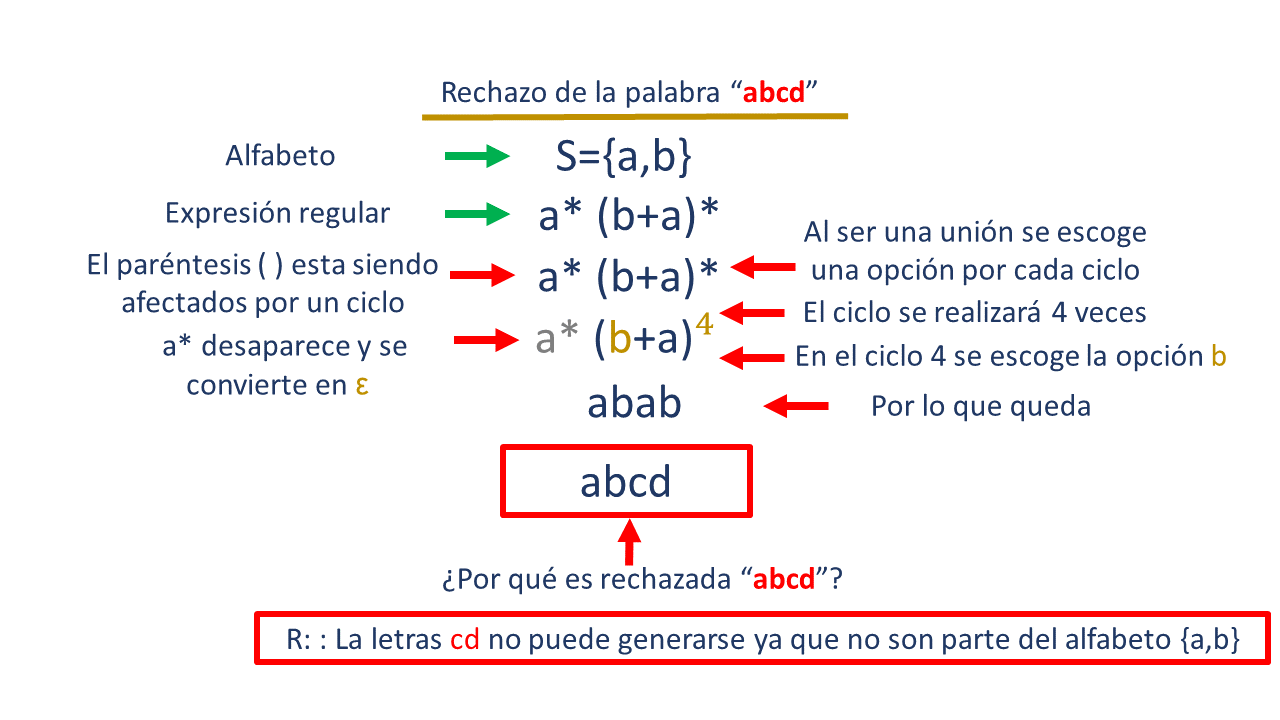 Rechazo de la palabra “abcd”
Alfabeto
S={a,b}
Expresión regular
a* (b+a)*
El paréntesis ( ) esta siendo
afectados por un ciclo
a* (b+a)*
Al ser una unión se escoge
una opción por cada ciclo
a* desaparece y se
convierte en ε
a* (b+a)⁴
El ciclo se realizará 4 veces
En el ciclo 4 se escoge la opción b
abab
Por lo que queda
abcd
¿Por qué es rechazada “abcd”?
R: : La letras cd no puede generarse ya que no son parte del alfabeto {a,b}